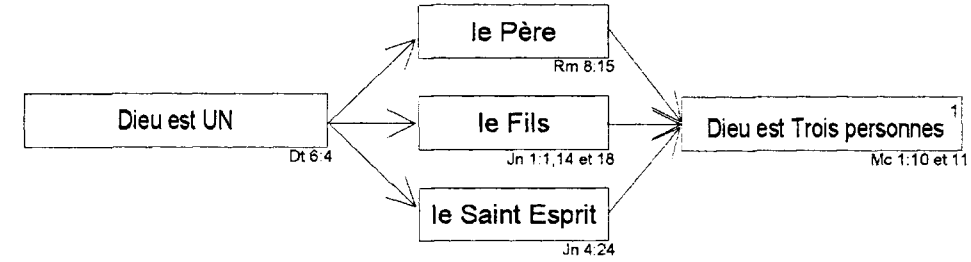 le Père
Rm 8:15
Dieu est UN
Dt 6:4
le Fils
Jn 1:1,14 et 18
Dieu est Trois personnes 1
Mc 1:10 et 11
le Saint Esprit
Jn 4:24